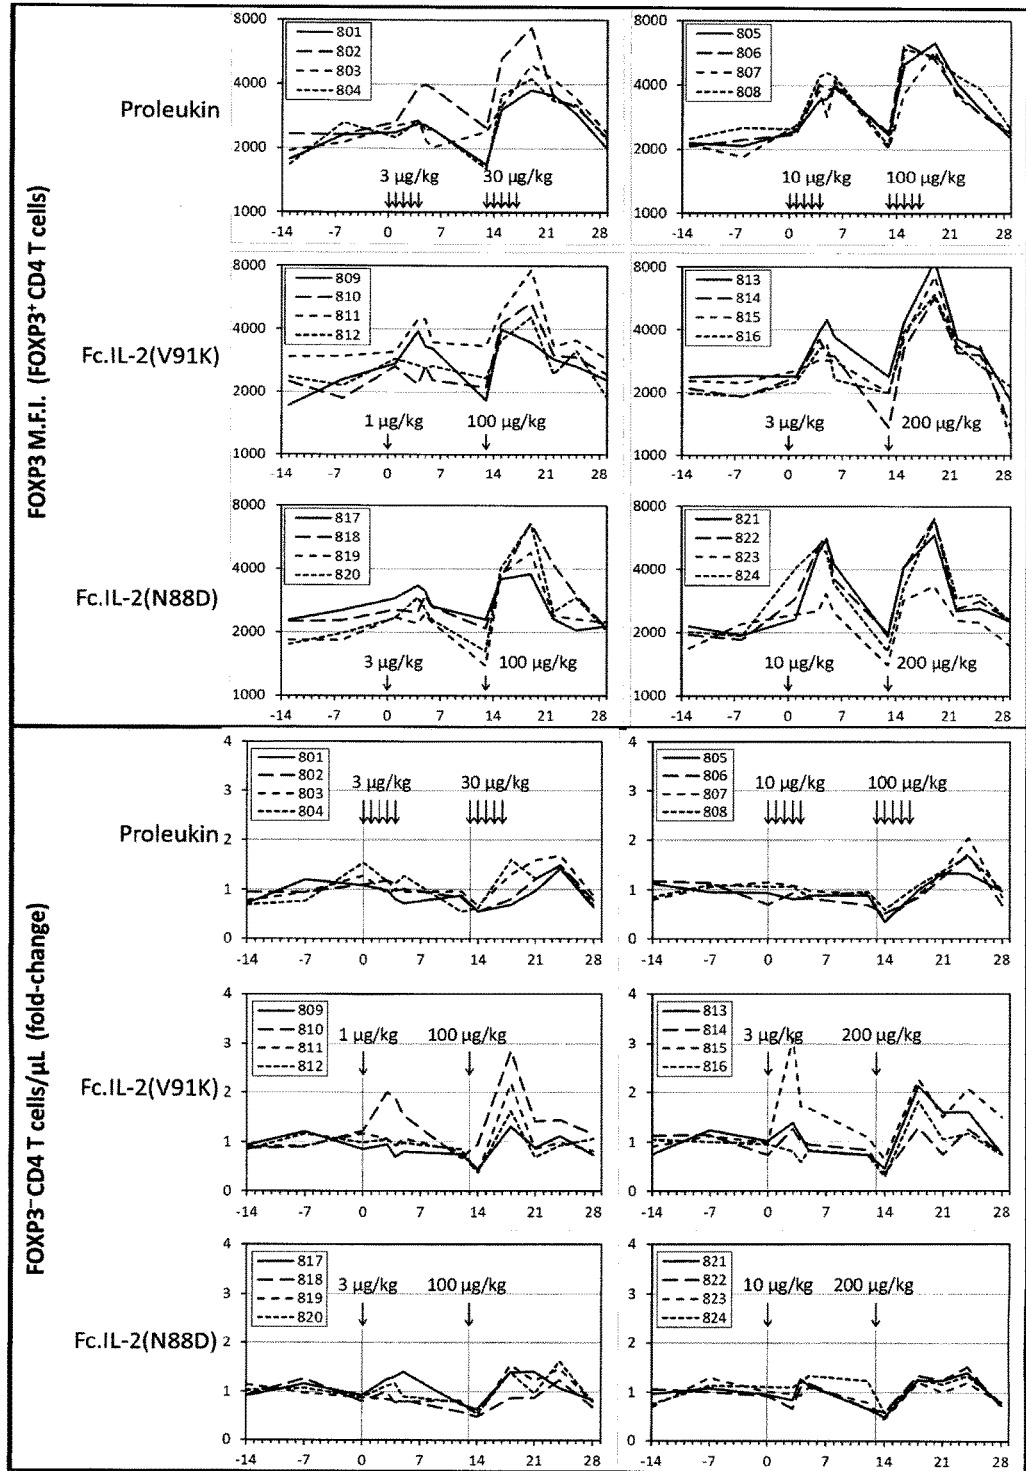 FOXP3 M.F.I. (FOXP3⁺ CD4 T cells)
Proleukin
8000
4000
2000
1000
801
802
803
804
3 µg/kg
30 µg/kg
-14 -7 0 7 14 21 28
8000
4000
2000
1000
805
806
807
808
10 µg/kg
100 µg/kg
-14 -7 0 7 14 21 28
Fc.IL-2(V91K)
8000
4000
2000
1000
809
810
811
812
1 µg/kg
100 µg/kg
-14 -7 0 7 14 21 28
8000
4000
2000
1000
813
814
815
816
3 µg/kg
200 µg/kg
-14 -7 0 7 14 21 28
Fc.IL-2(N88D)
8000
4000
2000
1000
817
818
819
820
3 µg/kg
100 µg/kg
-14 -7 0 7 14 21 28
8000
4000
2000
1000
821
822
823
824
10 µg/kg
200 µg/kg
-14 -7 0 7 14 21 28
FOXP3⁻CD4 T cells/µL (fold-change)
Proleukin
4
3
2
1
0
801
802
803
804
3 µg/kg
30 µg/kg
-14 -7 0 7 14 21 28
4
3
2
1
0
805
806
807
808
10 µg/kg
100 µg/kg
-14 -7 0 7 14 21 28
Fc.IL-2(V91K)
4
3
2
1
0
809
810
811
812
1 µg/kg
100 µg/kg
-14 -7 0 7 14 21 28
4
3
2
1
0
813
814
815
816
3 µg/kg
200 µg/kg
-14 -7 0 7 14 21 28
Fc.IL-2(N88D)
4
3
2
1
0
817
818
819
820
3 µg/kg
100 µg/kg
-14 -7 0 7 14 21 28
4
3
2
1
0
821
822
823
824
10 µg/kg
200 µg/kg
-14 -7 0 7 14 21 28